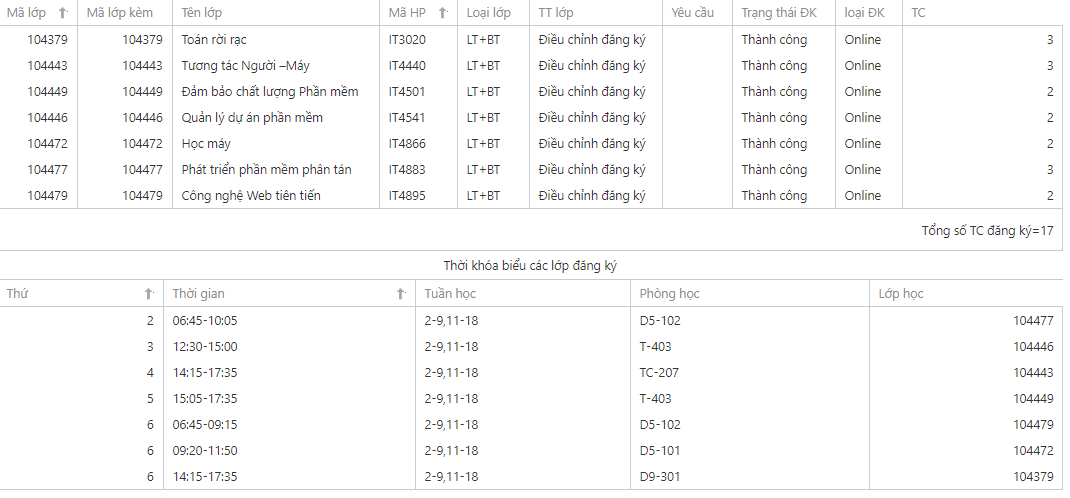 Mã lớp Mã lớp kèm Tên lớp Mã HP Loại lớp TT lớp Yêu cầu Trạng thái ĐK loại ĐK TC
104379 104379 Toán rời rạc IT3020 LT+BT Điều chỉnh đăng ký Thành công Online 3
104443 104443 Tương tác Người –Máy IT4440 LT+BT Điều chỉnh đăng ký Thành công Online 3
104449 104449 Đảm bảo chất lượng Phần mềm IT4501 LT+BT Điều chỉnh đăng ký Thành công Online 2
104446 104446 Quản lý dự án phần mềm IT4541 LT+BT Điều chỉnh đăng ký Thành công Online 2
104472 104472 Học máy IT4866 LT+BT Điều chỉnh đăng ký Thành công Online 2
104477 104477 Phát triển phần mềm phân tán IT4883 LT+BT Điều chỉnh đăng ký Thành công Online 3
104479 104479 Công nghệ Web tiên tiến IT4895 LT+BT Điều chỉnh đăng ký Thành công Online 2
Tổng số TC đăng ký=17
Thời khóa biểu các lớp đăng ký
Thứ Thời gian Tuần học Phòng học Lớp học
2 06:45-10:05 2-9,11-18 D5-102 104477
3 12:30-15:00 2-9,11-18 T-403 104446
4 14:15-17:35 2-9,11-18 TC-207 104443
5 15:05-17:35 2-9,11-18 T-403 104449
6 06:45-09:15 2-9,11-18 D5-102 104479
6 09:20-11:50 2-9,11-18 D5-101 104472
6 14:15-17:35 2-9,11-18 D9-301 104379